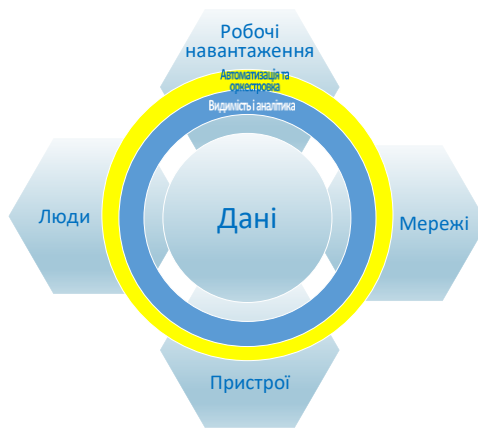 Робочі
навантаження
Автоматизація та
оркестровка
Видимість і аналітика
Люди
Дані
Мережі
Пристрої